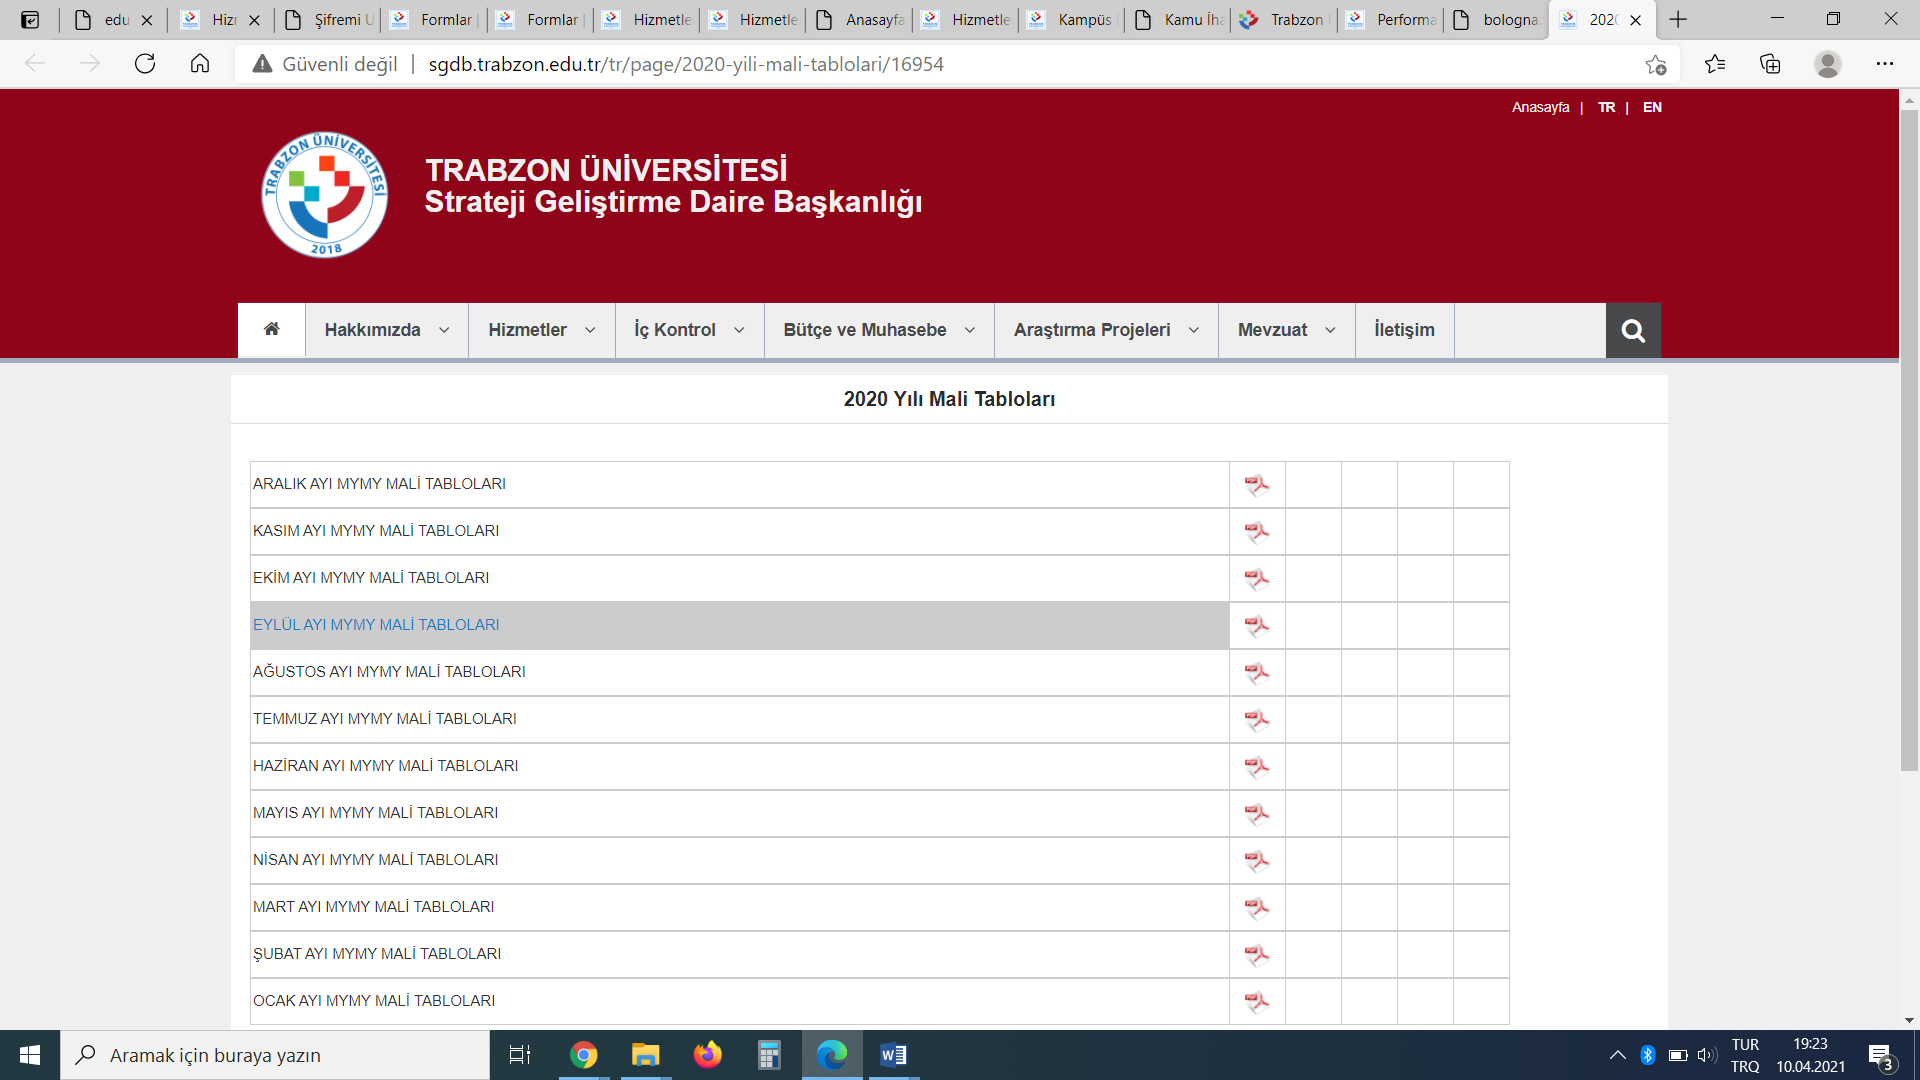 edu
Hizr
Şifremi U
Formlar
Formlar
Hizmetle
Hizmetle
Anasayfa
Hizmetle
Kampüs
Kamu İha
Trabzon
Performa
bologna.
2020
Güvenli değil
sgdb.trabzon.edu.tr/tr/page/2020-yili-mali-tablolari/16954
Anasayfa | TR | EN
TRABZON ÜNİVERSİTESİ
2018
TRABZON ÜNİVERSİTESİ
Strateji Geliştirme Daire Başkanlığı
Hakkımızda
Hizmetler
İç Kontrol
Bütçe ve Muhasebe
Araştırma Projeleri
Mevzuat
İletişim
2020 Yılı Mali Tabloları
ARALIK AYI MYMY MALİ TABLOLARI
KASIM AYI MYMY MALİ TABLOLARI
EKİM AYI MYMY MALİ TABLOLARI
EYLÜL AYI MYMY MALİ TABLOLARI
AĞUSTOS AYI MYMY MALİ TABLOLARI
TEMMUZ AYI MYMY MALİ TABLOLARI
HAZİRAN AYI MYMY MALİ TABLOLARI
MAYIS AYI MYMY MALİ TABLOLARI
NİSAN AYI MYMY MALİ TABLOLARI
MART AYI MYMY MALİ TABLOLARI
ŞUBAT AYI MYMY MALİ TABLOLARI
OCAK AYI MYMY MALİ TABLOLARI
Aramak için buraya yazın
TUR
TRQ
19:23
10.04.2021
3